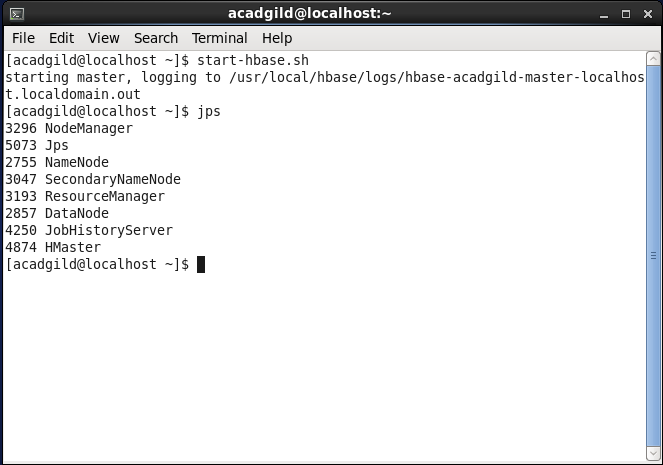 acadgild@localhost:~
File Edit View Search Terminal Help
[acadgild@localhost ~]$ start-hbase.sh
starting master, logging to /usr/local/hbase/logs/hbase-acadgild-master-localhos
t.localdomain.out
[acadgild@localhost ~]$ jps
3296 NodeManager
5073 Jps
2755 NameNode
3047 SecondaryNameNode
3193 ResourceManager
2857 DataNode
4250 JobHistoryServer
4874 HMaster
[acadgild@localhost ~]$